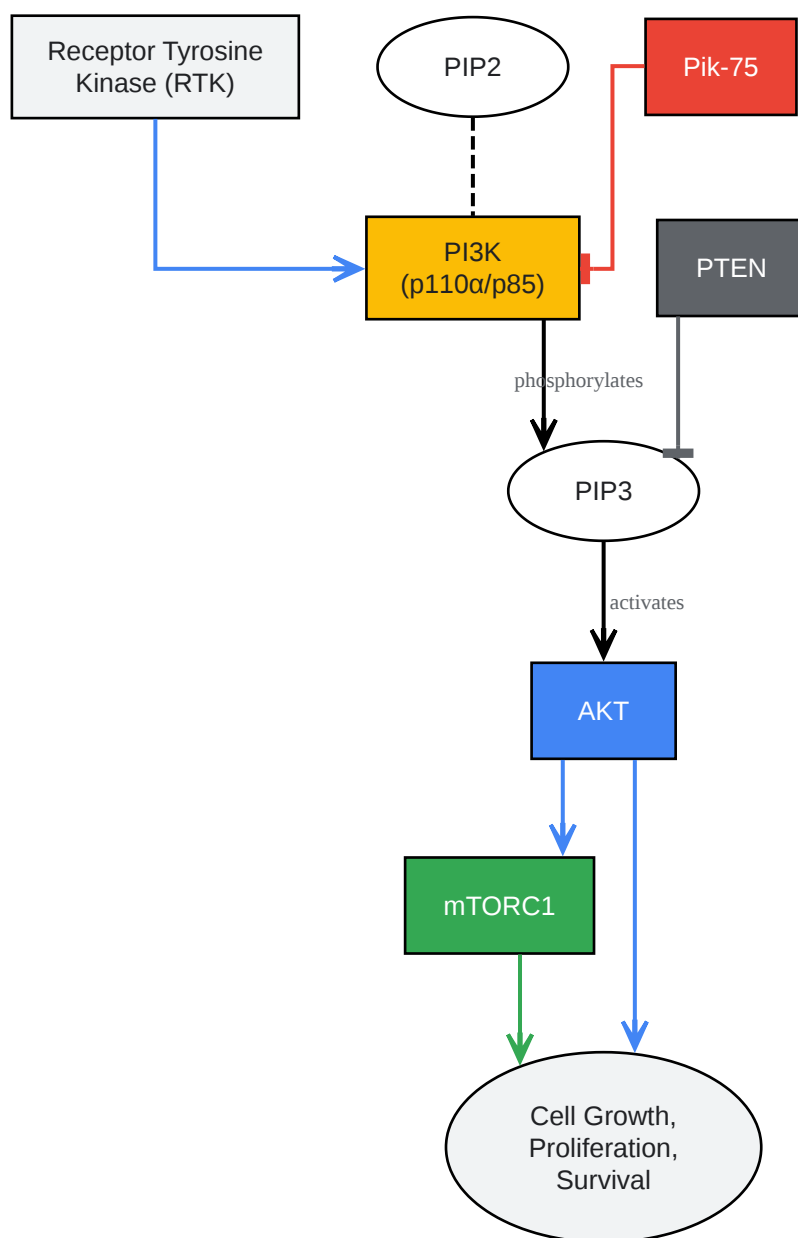 Receptor Tyrosine
Kinase (RTK)
PIP2
Pik-75
PI3K
(p110α/p85)
PTEN
phosphorylates
PIP3
activates
AKT
mTORC1
Cell Growth,
Proliferation,
Survival